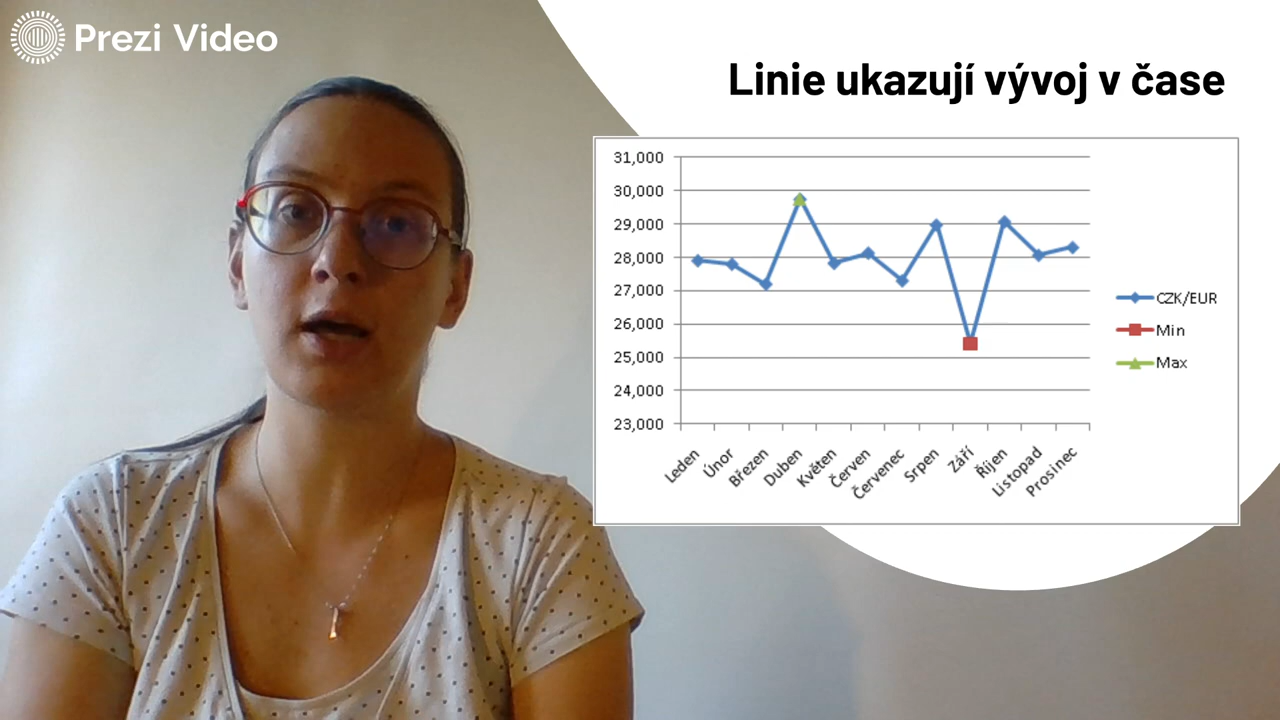 Prezi Video
Linie ukazují vývoj v čase
31,000
30,000
29,000
28,000
27,000
26,000
25,000
24,000
23,000
Leden
Únor
Březen
Duben
Květen
Červen
Červenec
Srpen
Září
Říjen
Listopad
Prosinec
CZK/EUR
Min
Max